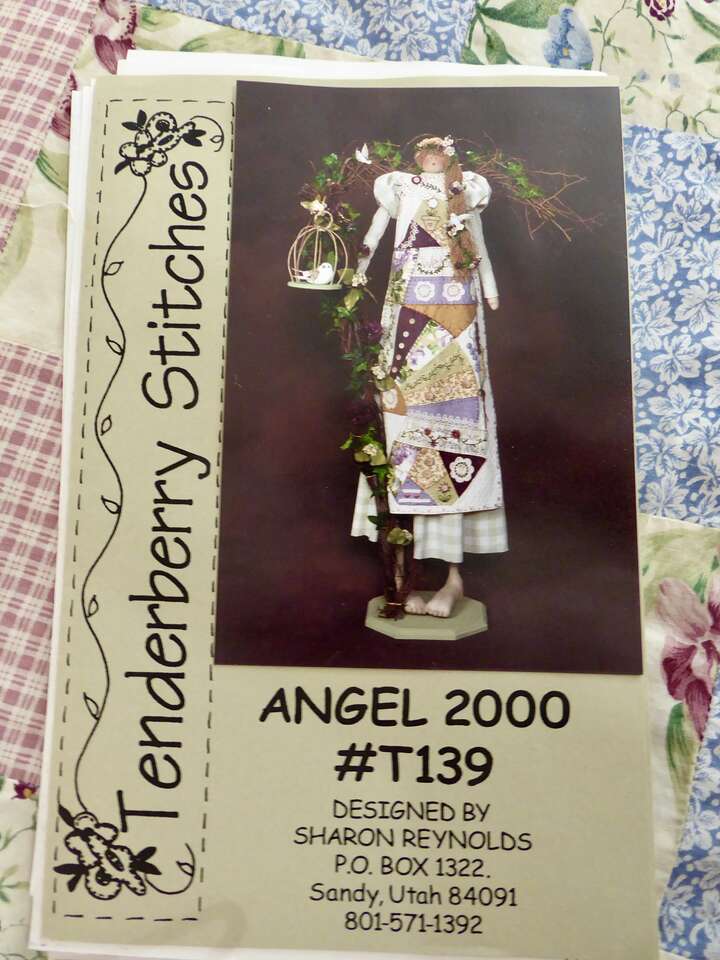 Tenderberry Stitches
ANGEL 2000
#T139
DESIGNED BY
SHARON REYNOLDS
P.O. BOX 1322.
Sandy, Utah 84091
801-571-1392